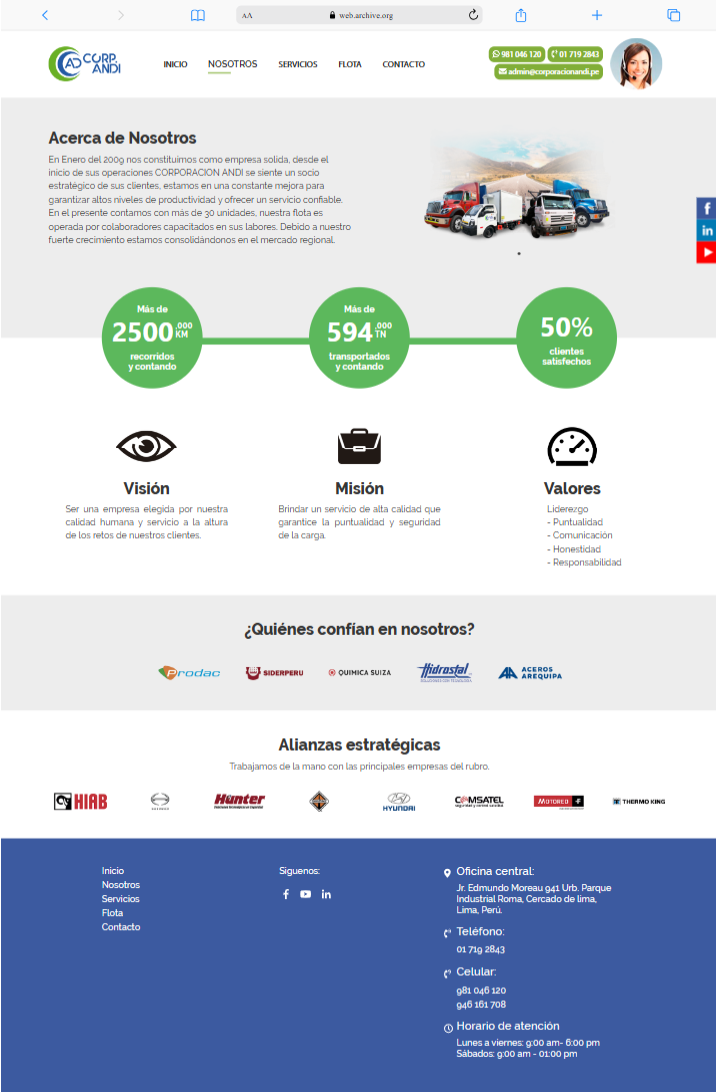 AA
web.archive.org
AD CORP. ANDI
INICIO
NOSOTROS
SERVICIOS
FLOTA
CONTACTO
981 046 120
01 719 2843
admin@corporacionandi.pe
Acerca de Nosotros
En Enero del 2009 nos constituimos como empresa solida, desde el
inicio de sus operaciones CORPORACION ANDI se siente un socio
estratégico de sus clientes, estamos en una constante mejora para
garantizar altos niveles de productividad y ofrecer un servicio confiable.
En el presente contamos con más de 30 unidades, nuestra flota es
operada por colaboradores capacitados en sus labores. Debido a nuestro
fuerte crecimiento estamos consolidándonos en el mercado regional.
Más de
2500 .000 KM
recorridos
y contando
Más de
594 .000 TN
transportados
y contando
50%
clientes
satisfechos
Visión
Ser una empresa elegida por nuestra
calidad humana y servicio a la altura
de los retos de nuestros clientes.
Misión
Brindar un servicio de alta calidad que
garantice la puntualidad y seguridad
de la carga.
Valores
Liderezgo
- Puntualidad
- Comunicación
- Honestidad
- Responsabilidad
¿Quiénes confían en nosotros?
Prodac
SIDERPERU
QUIMICA SUIZA
Hidrostal
ACEROS
AREQUIPA
Alianzas estratégicas
Trabajamos de la mano con las principales empresas del rubro.
HIAB
Hunter
HYUNDAI
COMSATEL
MOTORED
THERMO KING
Inicio
Nosotros
Servicios
Flota
Contacto
Siguenos:
Oficina central:
Jr. Edmundo Moreau 941 Urb. Parque
Industrial Roma, Cercado de lima,
Lima, Perú.
Teléfono:
01 719 2843
Celular:
981 046 120
946 161 708
Horario de atención
Lunes a viernes: 9:00 am- 6:00 pm
Sábados: 9:00 am - 01:00 pm